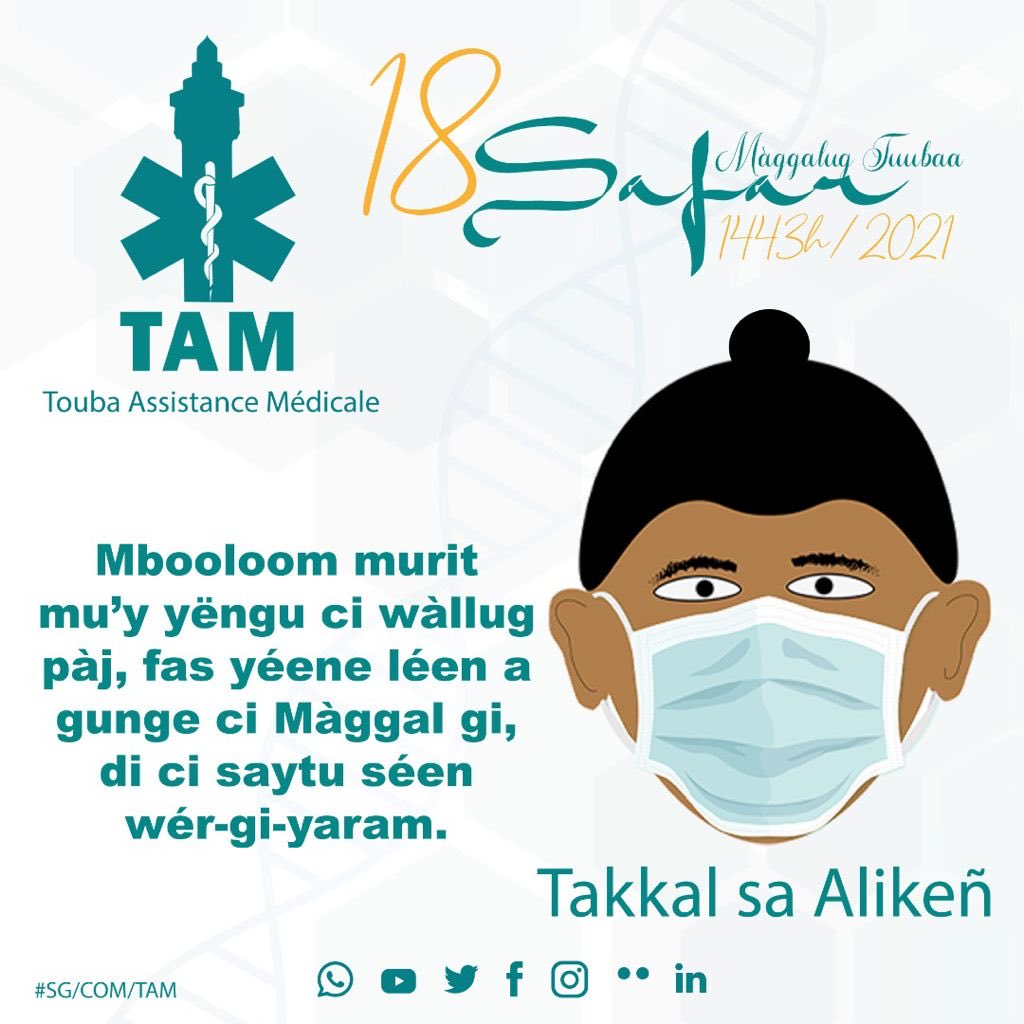 18 Safar
Màggalug Tuubaa
1443h / 2021
TAM
Touba Assistance Médicale
Mbooloom murit
mu’y yëngu ci wàllug
pàj, fas yéene léen a
gunge ci Màggal gi,
di ci saytu séen
wér-gi-yaram.
Takkal sa Alikeñ
#SG/COM/TAM